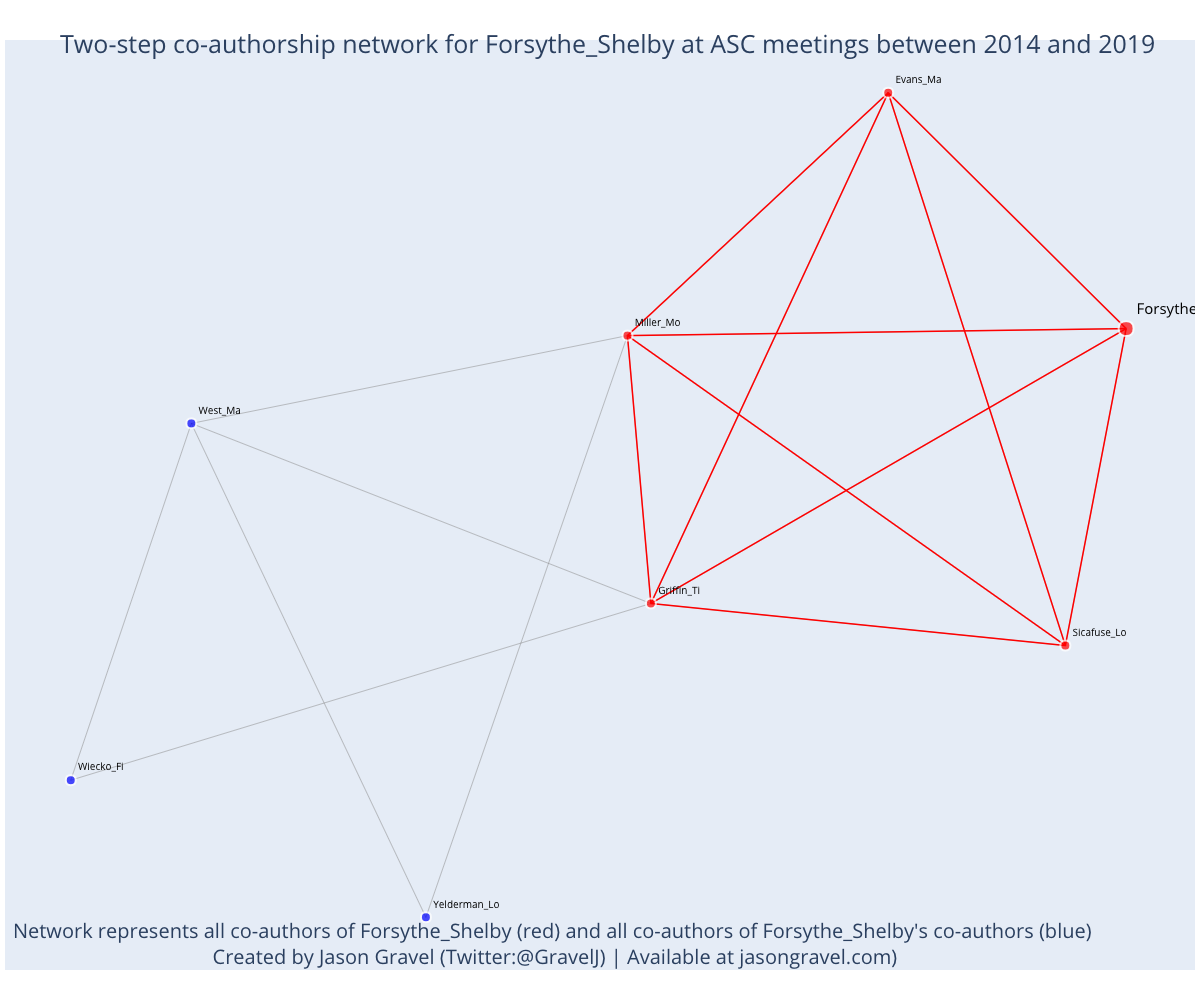 Two-step co-authorship network for Forsythe_Shelby at ASC meetings between 2014 and 2019
Evans_Ma
Forsythe
Miller_Mo
West_Ma
Griffin_Ti
Sicafuse_Lo
Wiecko_Fi
Yelderman_Lo
Network represents all co-authors of Forsythe_Shelby (red) and all co-authors of Forsythe_Shelby's co-authors (blue)
Created by Jason Gravel (Twitter:@GravelJ) | Available at jasongravel.com)